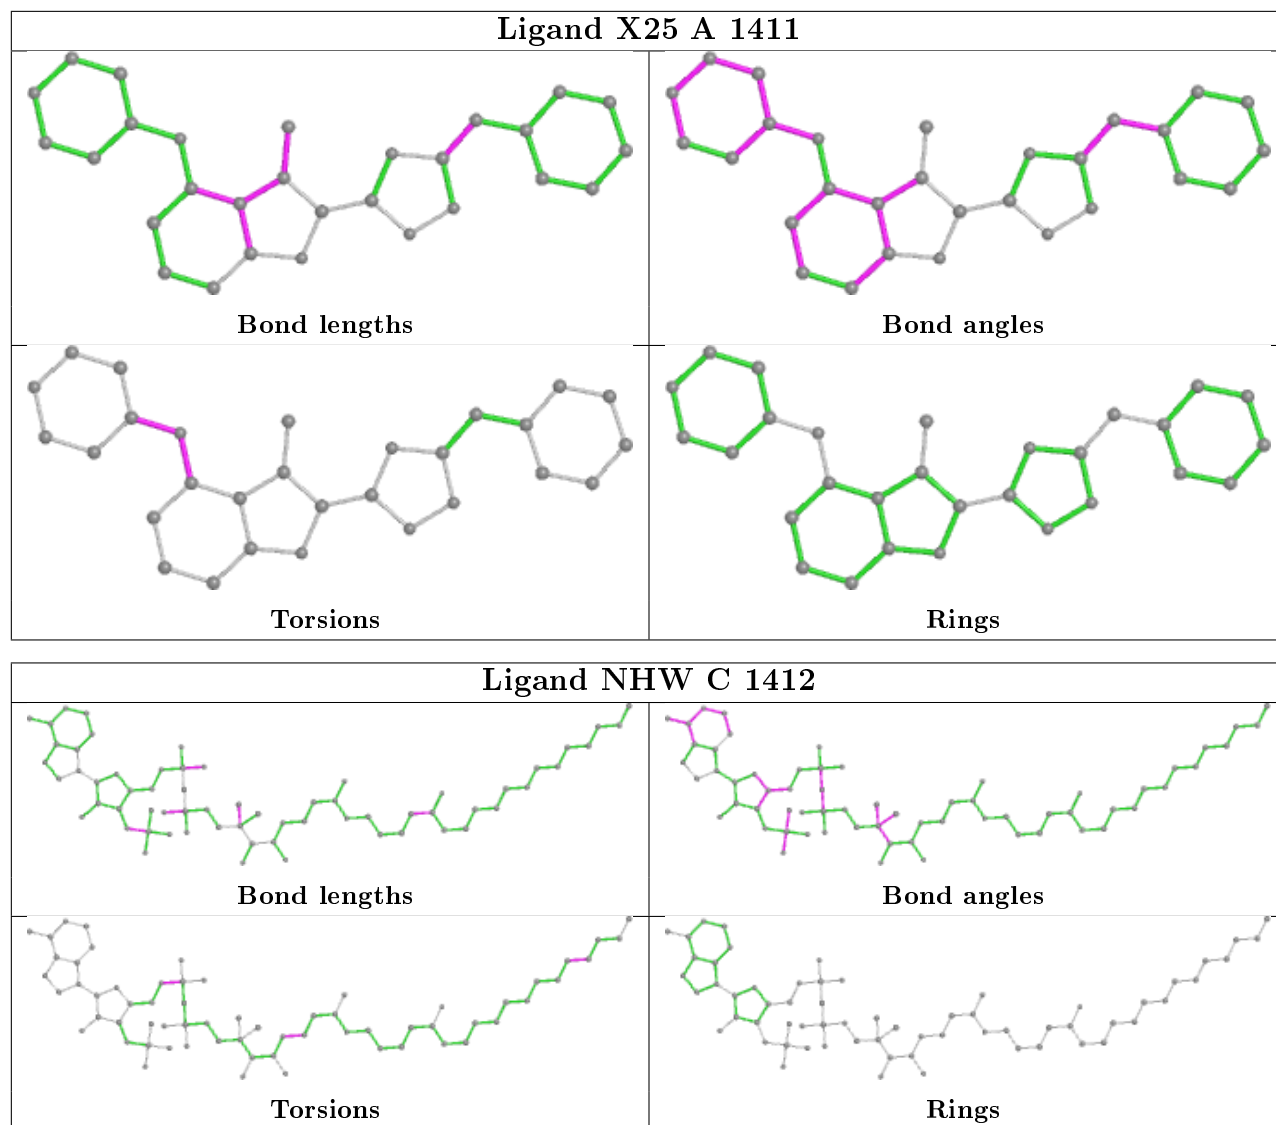 Ligand X25 A 1411
Bond lengths
Bond angles
Torsions
Rings
Ligand NHW C 1412
Bond lengths
Bond angles
Torsions
Rings